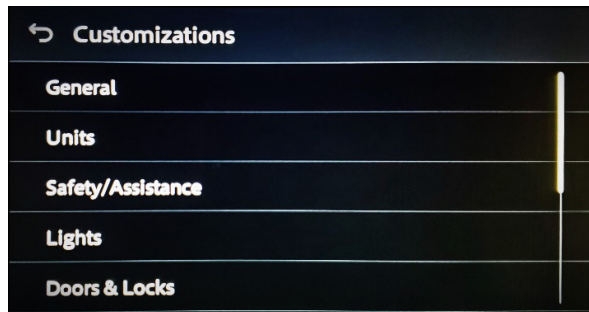 Customizations
General
Units
Safety/Assistance
Lights
Doors & Locks